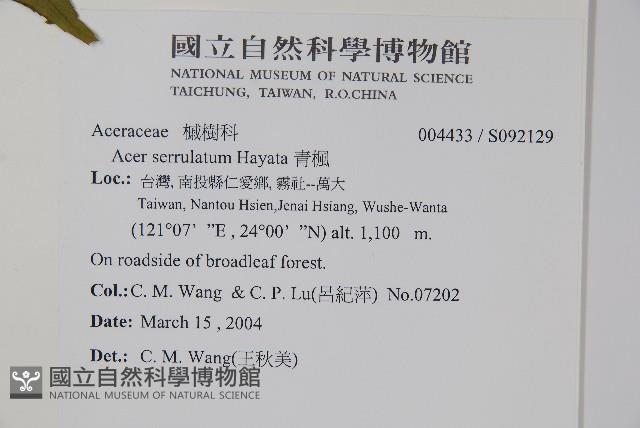 國立自然科學博物館
NATIONAL MUSEUM OF NATURAL SCIENCE
TAICHUNG, TAIWAN, R.O.CHINA
Aceraceae 槭樹科 004433 / S092129
Acer serrulatum Hayata 青楓
Loc.: 台灣, 南投縣仁愛鄉, 霧社--萬大
Taiwan, Nantou Hsien,Jenai Hsiang, Wushe-Wanta
(121°07’ ”E , 24°00’ ”N) alt. 1,100 m.
On roadside of broadleaf forest.
Col.: C. M. Wang & C. P. Lu(呂紀萍) No.07202
Date: March 15 , 2004
Det.: C. M. Wang(王秋美)
國立自然科學博物館
NATIONAL MUSEUM OF NATURAL SCIENCE